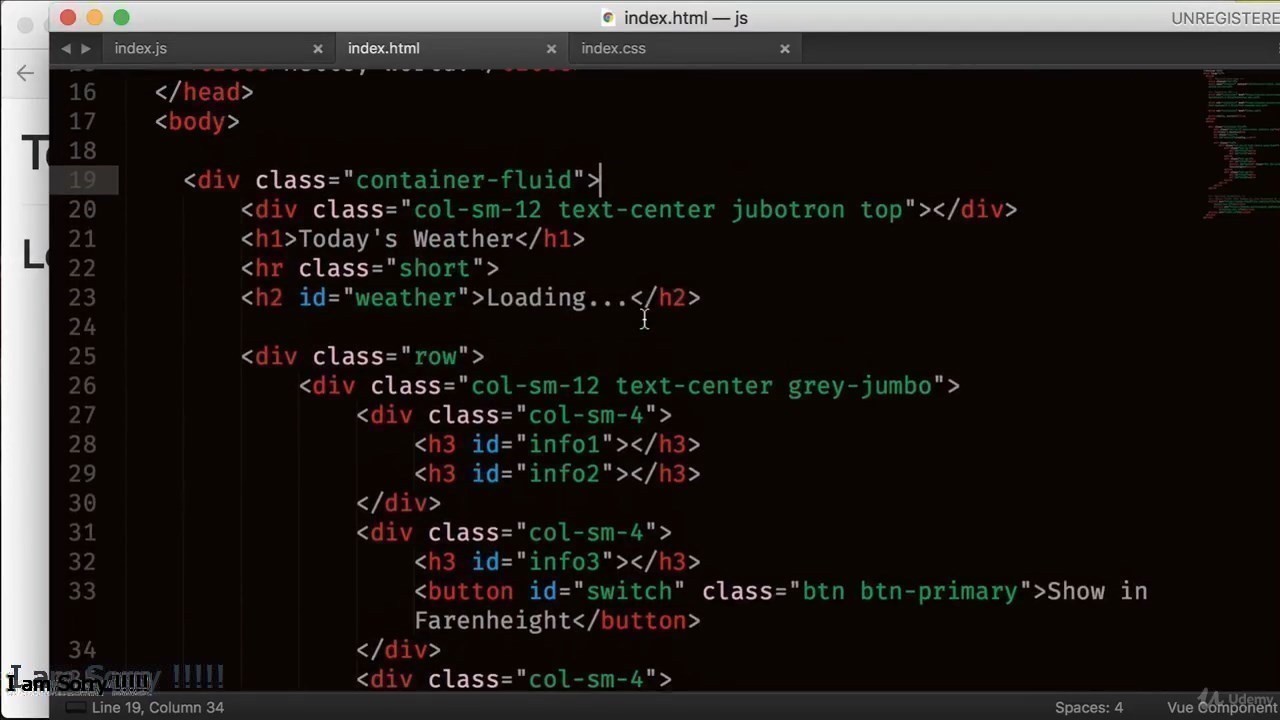 index.html — js
UNREGISTERE
index.js
index.html
index.css
16 </head>
17 <body>
18
19 <div class="container-fluid">
20 <div class="col-sm-12 text-center jubotron top"></div>
21 <h1>Today's Weather</h1>
22 <hr class="short">
23 <h2 id="weather">Loading...</h2>
24
25 <div class="row">
26 <div class="col-sm-12 text-center grey-jumbo">
27 <div class="col-sm-4">
28 <h3 id="info1"></h3>
29 <h3 id="info2"></h3>
30 </div>
31 <div class="col-sm-4">
32 <h3 id="info3"></h3>
33 <button id="switch" class="btn btn-primary">Show in
Farenheight</button>
34 </div>
<div class="col-sm-4">
I am Sorry !!!!!
I am Sorry !!!!!
Line 19, Column 34
Spaces: 4
Vue Component
Udemy